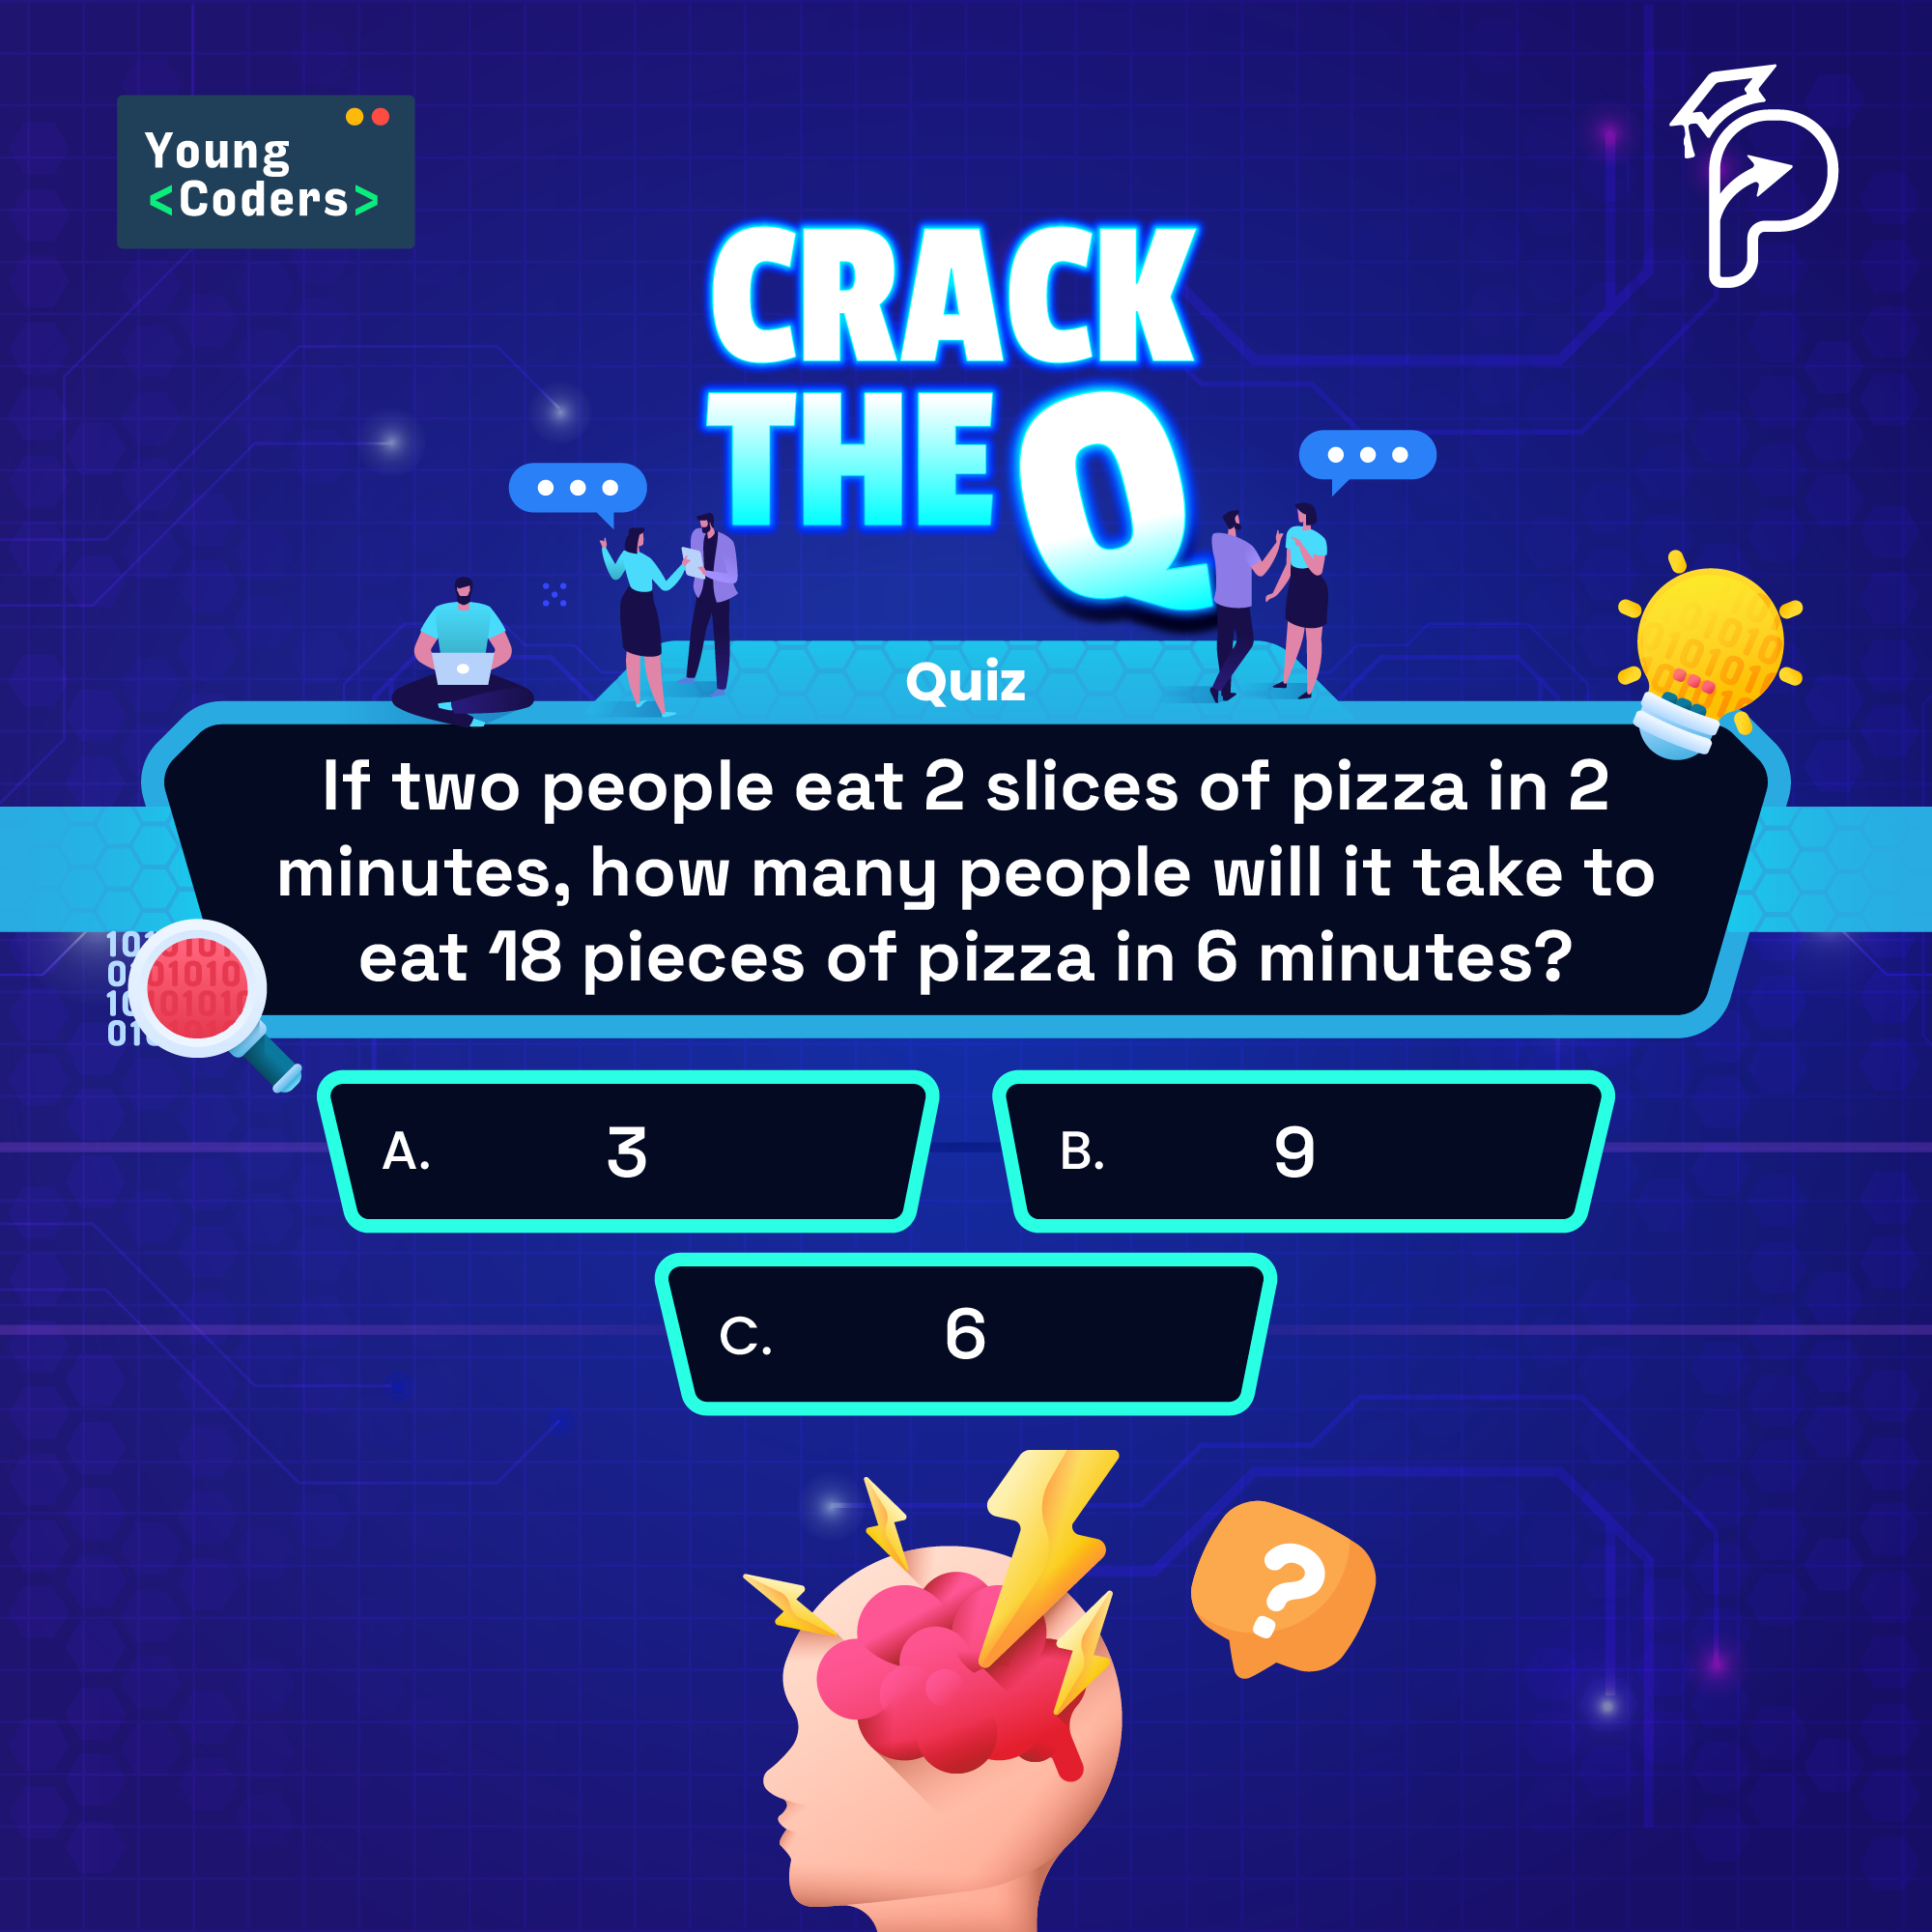 Young
<Coders>
CRACK
THE Q
Quiz
If two people eat 2 slices of pizza in 2
minutes, how many people will it take to
eat 18 pieces of pizza in 6 minutes?
A. 3
B. 9
C. 6
?